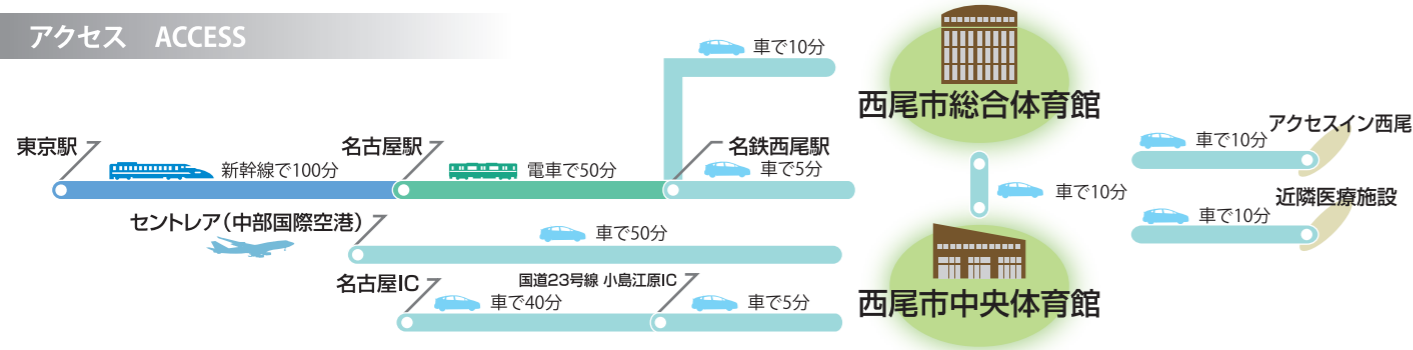 アクセス ACCESS
車で10分
西尾市総合体育館
アクセスイン西尾
車で10分
東京駅
新幹線で100分
名古屋駅
電車で50分
名鉄西尾駅
車で5分
車で10分
近隣医療施設
車で10分
セントレア(中部国際空港)
車で50分
名古屋IC
車で40分
国道23号線 小島江原IC
車で5分
西尾市中央体育館